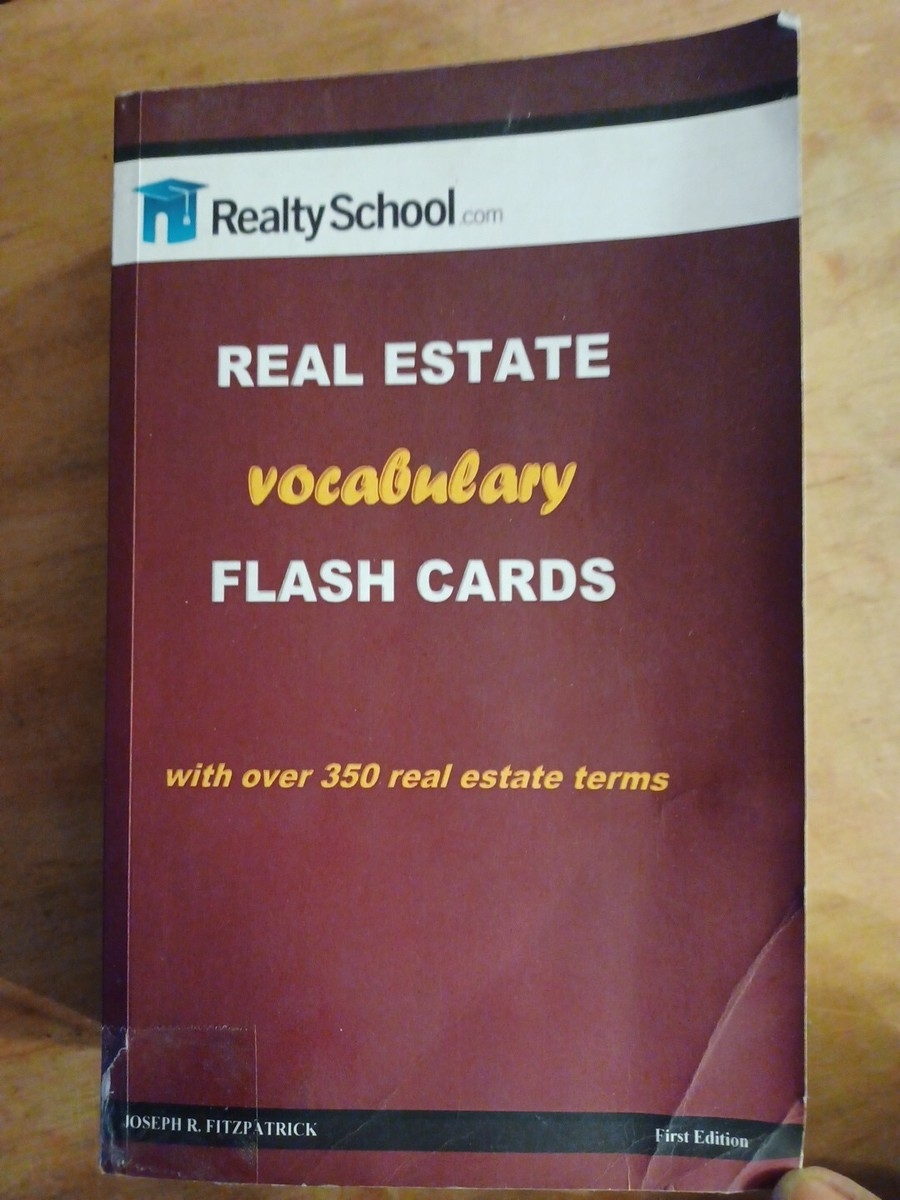 RealtySchool.com
REAL ESTATE
vocabulary
FLASH CARDS
with over 350 real estate terms
JOSEPH R. FITZPATRICK
First Edition